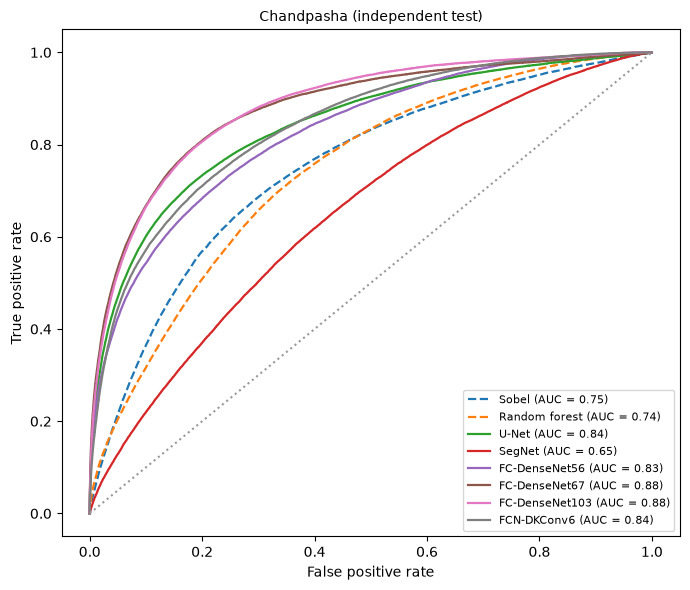 Chandpasha (independent test)
1.0
0.8
0.6
0.4
0.2
0.0
True positive rate
Sobel (AUC = 0.75)
Random forest (AUC = 0.74)
U-Net (AUC = 0.84)
SegNet (AUC = 0.65)
FC-DenseNet56 (AUC = 0.83)
FC-DenseNet67 (AUC = 0.88)
FC-DenseNet103 (AUC = 0.88)
FCN-DKConv6 (AUC = 0.84)
0.0 0.2 0.4 0.6 0.8 1.0
False positive rate